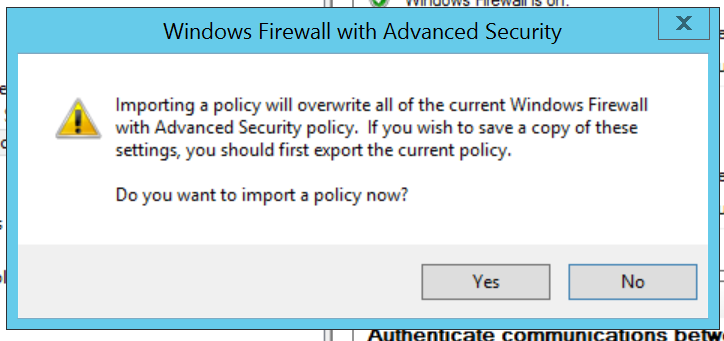 Windows Firewall is on.
Windows Firewall with Advanced Security
X
Importing a policy will overwrite all of the current Windows Firewall
with Advanced Security policy.  If you wish to save a copy of these
settings, you should first export the current policy.
Do you want to import a policy now?
Yes
No
Authenticate communications betw